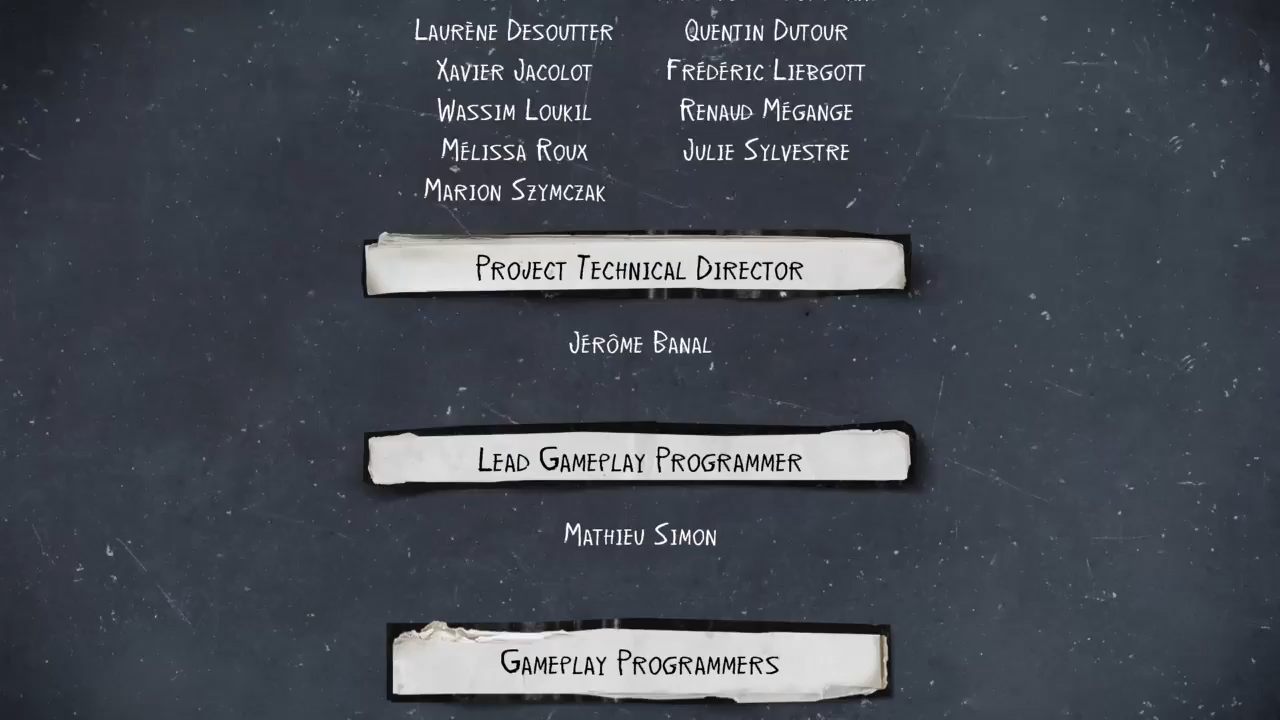 Laurène Desoutter Quentin Dutour
Xavier Jacolot Frédéric Liebgott
Wassim Loukil Renaud Mégange
Mélissa Roux Julie Sylvestre
Marion Szymczak
Project Technical Director
Jérôme Banal
Lead Gameplay Programmer
Mathieu Simon
Gameplay Programmers